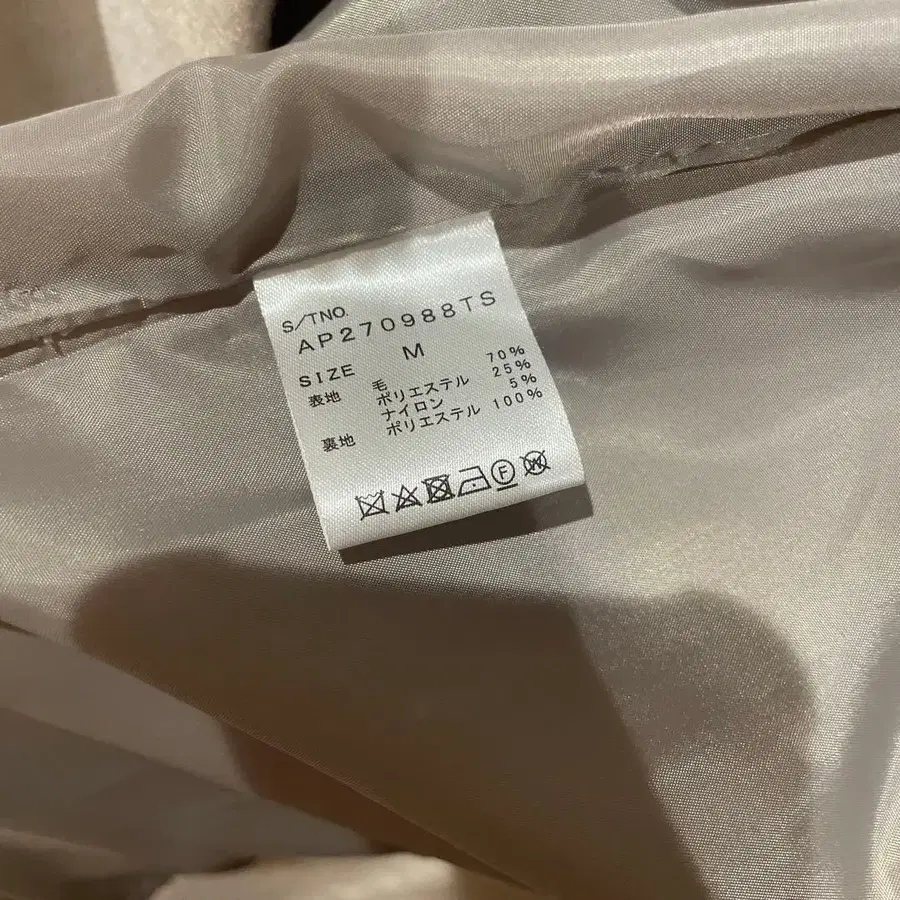 S/TNO.
AP270988TS
SIZE M
表地 毛 70%
ポリエステル 25%
ナイロン 5%
裏地 ポリエステル 100%
F W